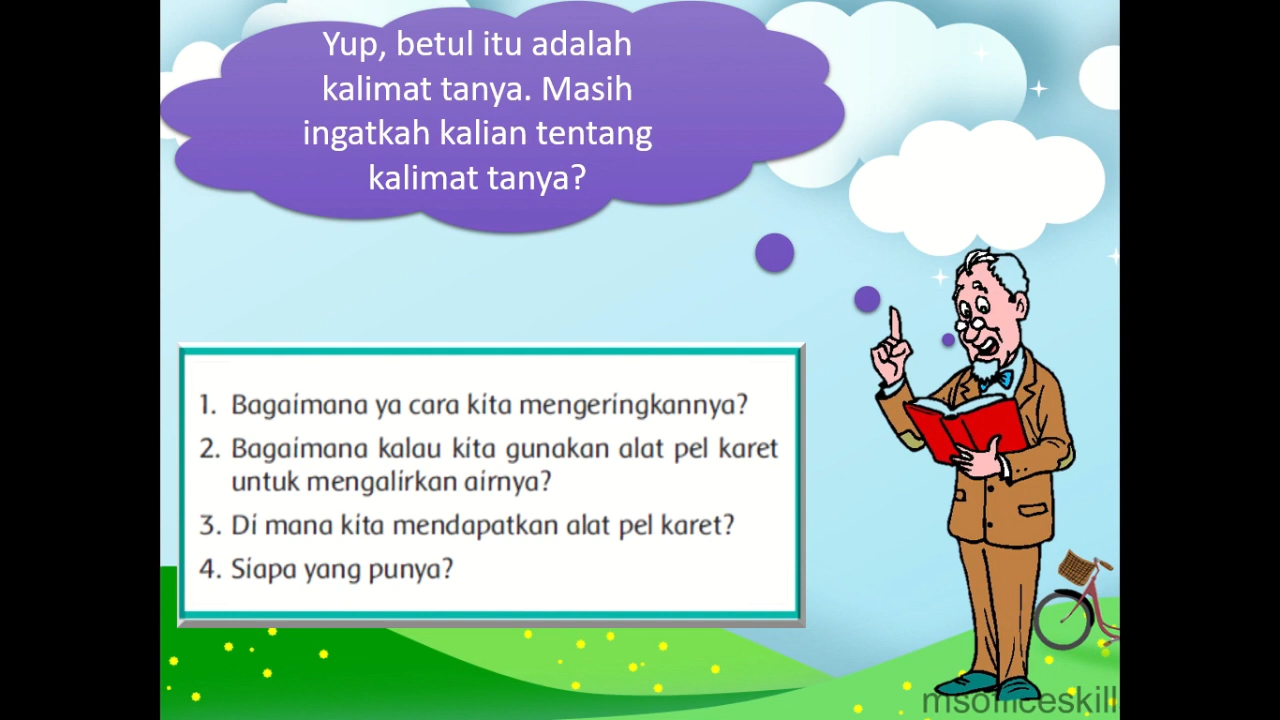 Yup, betul itu adalah
kalimat tanya. Masih
ingatkah kalian tentang
kalimat tanya?
1. Bagaimana ya cara kita mengeringkannya?
2. Bagaimana kalau kita gunakan alat pel karet
untuk mengalirkan airnya?
3. Di mana kita mendapatkan alat pel karet?
4. Siapa yang punya?
msofficeskill